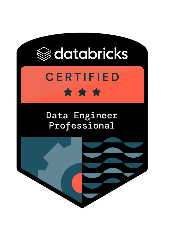 databricks
CERTIFIED
Data Engineer
Professional